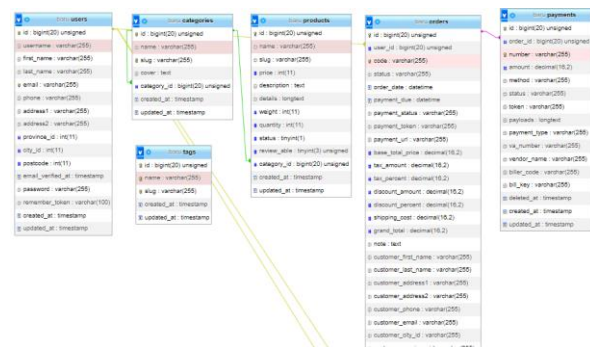 users
id : bigint(20) unsigned
username : varchar(255)
first_name : varchar(255)
last_name : varchar(255)
email : varchar(255)
phone : varchar(255)
address1 : varchar(255)
address2 : varchar(255)
province_id : int(11)
city_id : int(11)
postcode : int(11)
email_verified_at : timestamp
password : varchar(255)
remember_token : varchar(100)
created_at : timestamp
updated_at : timestamp
categories
id : bigint(20) unsigned
name : varchar(255)
slug : varchar(255)
cover : text
category_id : bigint(20) unsigned
created_at : timestamp
updated_at : timestamp
tags
id : bigint(20) unsigned
name : varchar(255)
slug : varchar(255)
created_at : timestamp
updated_at : timestamp
products
id : bigint(20) unsigned
name : varchar(255)
slug : varchar(255)
price : int(11)
description : text
details : longtext
weight : int(11)
quantity : int(11)
status : tinyint(1)
review_able : tinyint(3) unsigned
category_id : bigint(20) unsigned
created_at : timestamp
updated_at : timestamp
orders
id : bigint(20) unsigned
user_id : bigint(20) unsigned
code : varchar(255)
status : varchar(255)
order_date : datetime
payment_due : datetime
payment_status : varchar(255)
payment_token : varchar(255)
payment_url : varchar(255)
base_total_price : decimal(16,2)
tax_amount : decimal(16,2)
tax_percent : decimal(16,2)
discount_amount : decimal(16,2)
discount_percent : decimal(16,2)
shipping_cost : decimal(16,2)
grand_total : decimal(16,2)
note : text
customer_first_name : varchar(255)
customer_last_name : varchar(255)
customer_address1 : varchar(255)
customer_address2 : varchar(255)
customer_phone : varchar(255)
customer_email : varchar(255)
customer_city_id : varchar(255)
payments
id : bigint(20) unsigned
order_id : bigint(20) unsigned
number : varchar(255)
amount : decimal(16,2)
method : varchar(255)
status : varchar(255)
token : varchar(255)
payloads : longtext
payment_type : varchar(255)
va_number : varchar(255)
vendor_name : varchar(255)
biller_code : varchar(255)
bill_key : varchar(255)
deleted_at : timestamp
created_at : timestamp
updated_at : timestamp